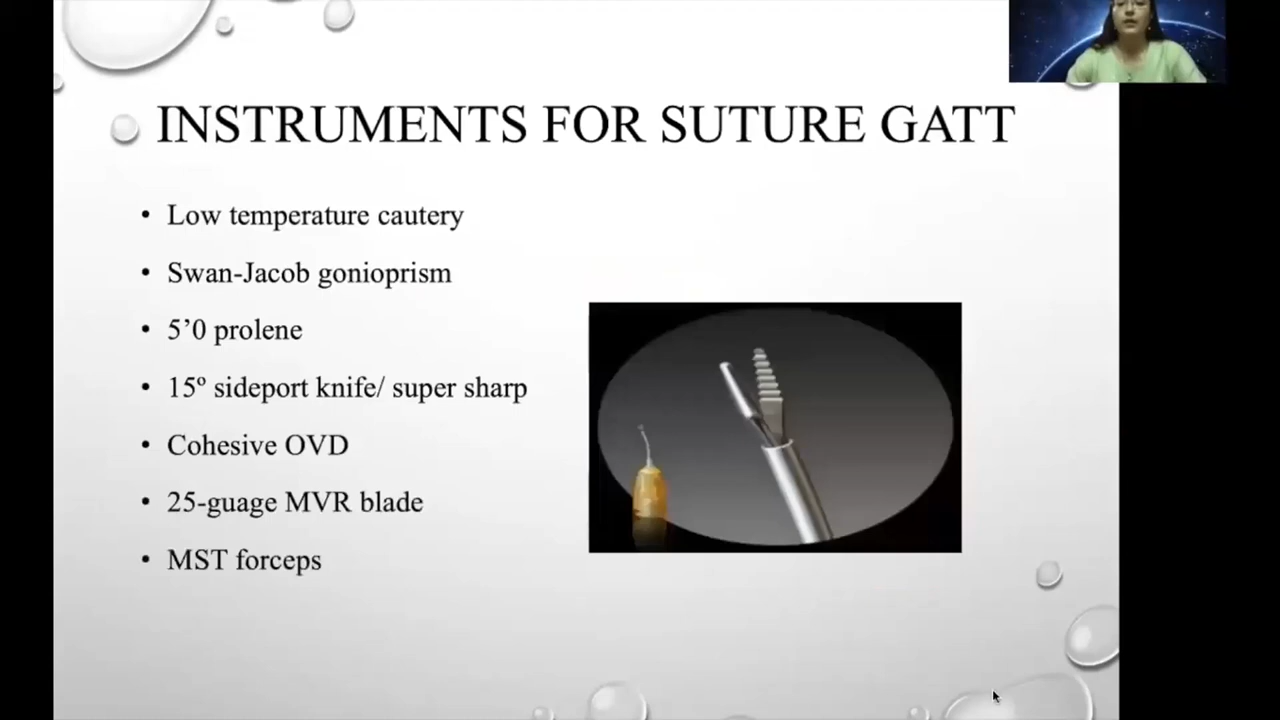 INSTRUMENTS FOR SUTURE GATT
• Low temperature cautery
• Swan-Jacob gonioprism
• 5’0 prolene
• 15º sideport knife/ super sharp
• Cohesive OVD
• 25-guage MVR blade
• MST forceps